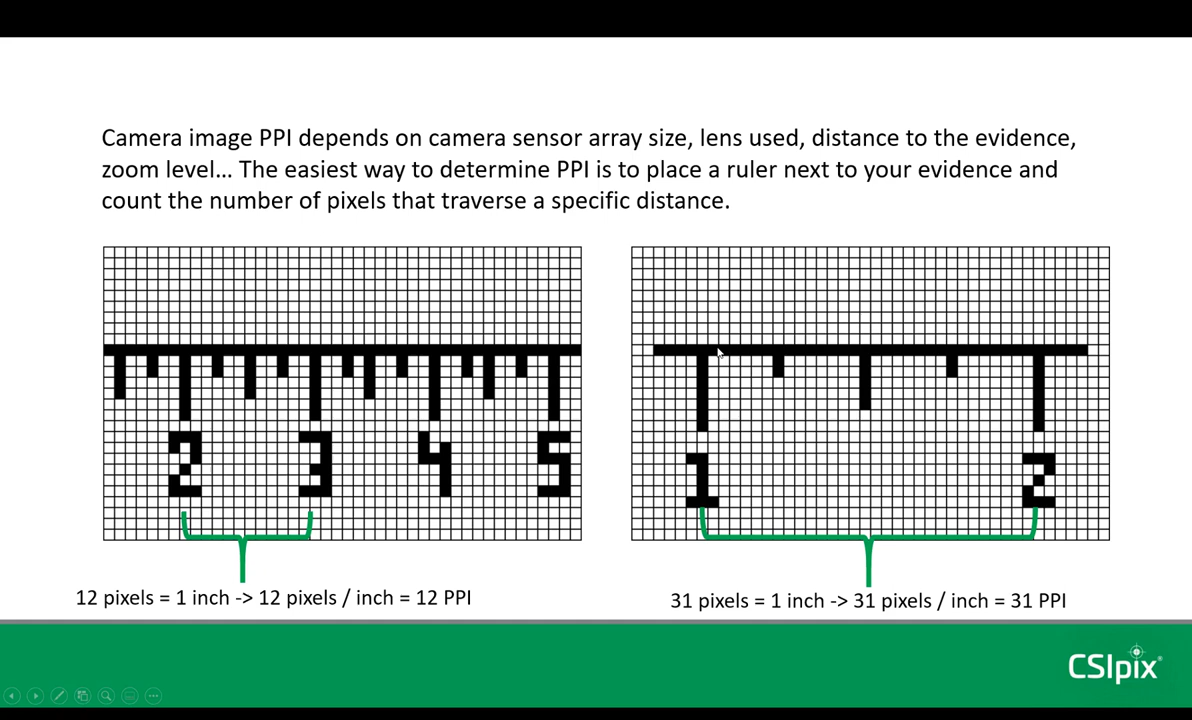 Camera image PPI depends on camera sensor array size, lens used, distance to the evidence,
zoom level... The easiest way to determine PPI is to place a ruler next to your evidence and
count the number of pixels that traverse a specific distance.
2 3 4 5
1 2
12 pixels = 1 inch -> 12 pixels / inch = 12 PPI
31 pixels = 1 inch -> 31 pixels / inch = 31 PPI
CSIpix®